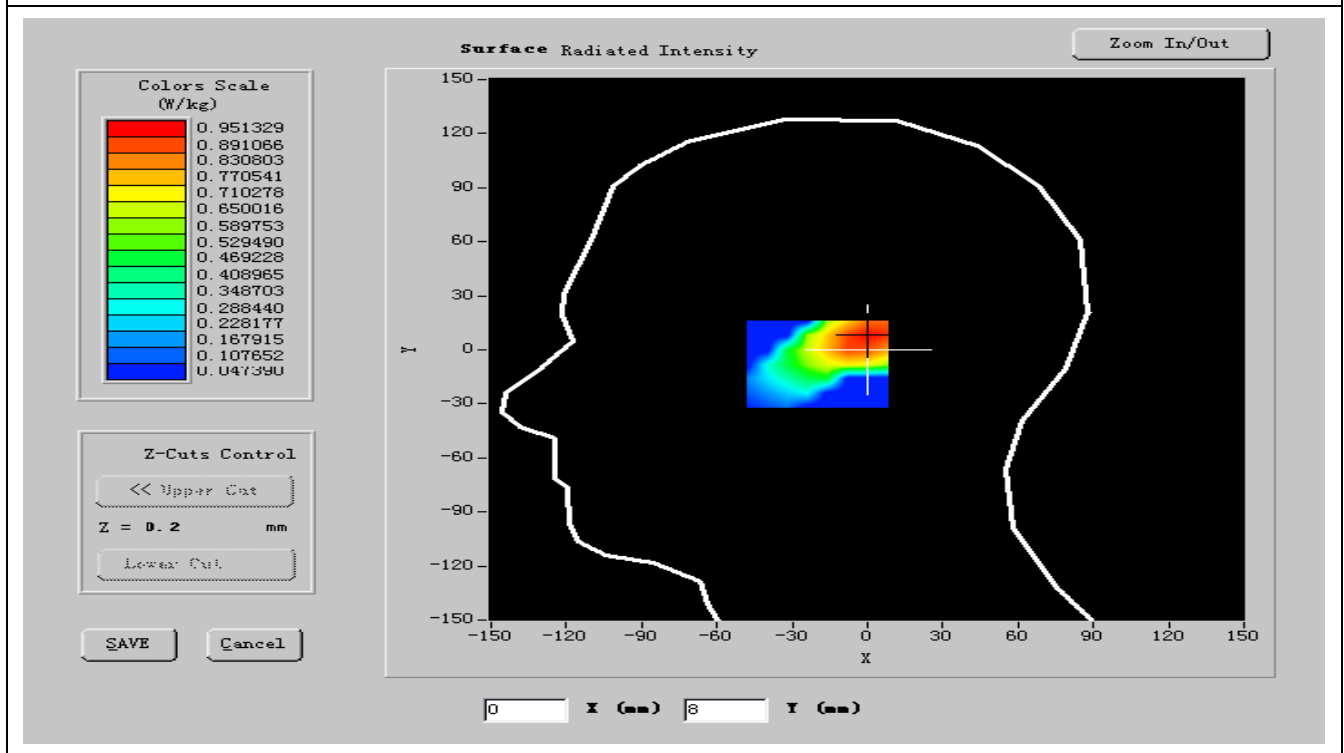 Surface Radiated Intensity
Zoom In/Out
Colors Scale
(W/kg)
0.951329
0.891066
0.830803
0.770541
0.710278
0.650016
0.589753
0.529490
0.469228
0.408965
0.348703
0.288440
0.228177
0.167915
0.107652
0.047390
Z-Cuts Control
<< Upper Cut
Z = 0.2 mm
Lower Cut
SAVE
Cancel
150
120
90
60
30
0
-30
-60
-90
-120
-150
Y
-150 -120 -90 -60 -30 0 30 60 90 120 150
X
0 X (mm) 8 Y (mm)